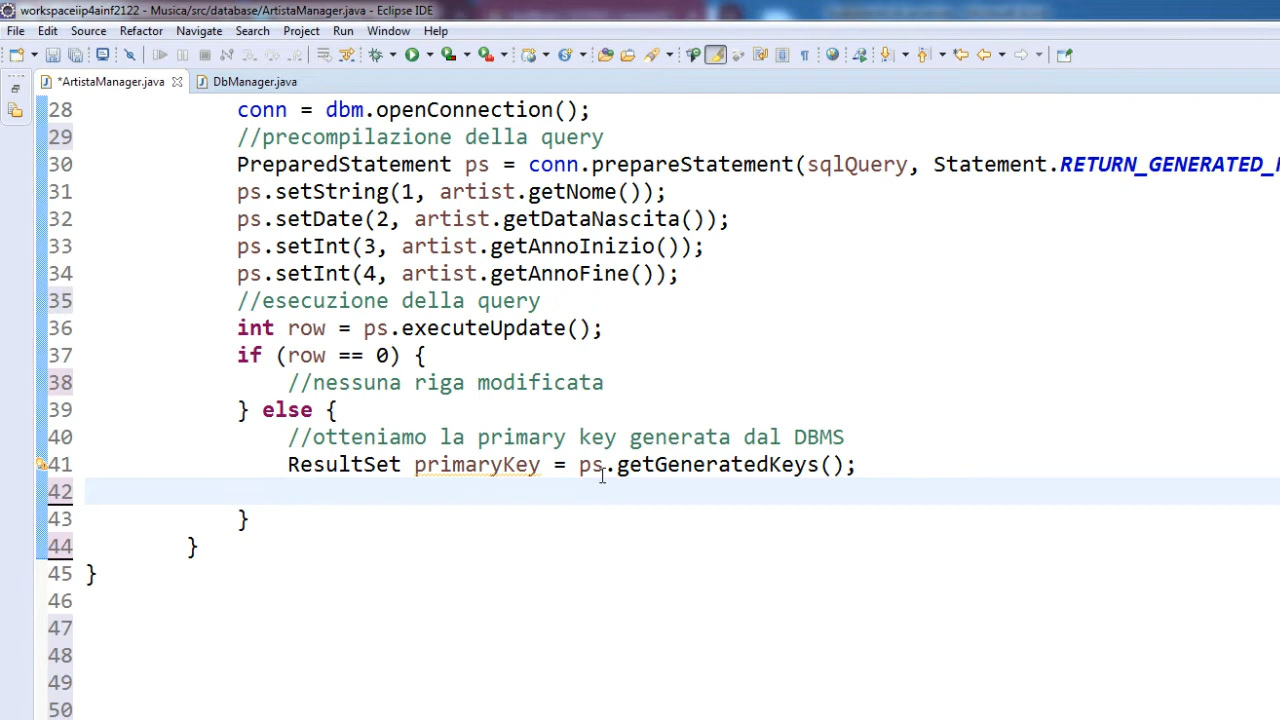 workspaceiip4ainf2122 - Musica/src/database/ArtistaManager.java - Eclipse IDE
File Edit Source Refactor Navigate Search Project Run Window Help
*ArtistaManager.java DbManager.java
28 conn = dbm.openConnection();
29 //precompilazione della query
30 PreparedStatement ps = conn.prepareStatement(sqlQuery, Statement.RETURN_GENERATED_
31 ps.setString(1, artist.getNome());
32 ps.setDate(2, artist.getDataNascita());
33 ps.setInt(3, artist.getAnnoInizio());
34 ps.setInt(4, artist.getAnnoFine());
35 //esecuzione della query
36 int row = ps.executeUpdate();
37 if (row == 0) {
38 //nessuna riga modificata
39 } else {
40 //otteniamo la primary key generata dal DBMS
41 ResultSet primaryKey = ps.getGeneratedKeys();
42
43 }
44 }
45 }
46
47
48
49
50